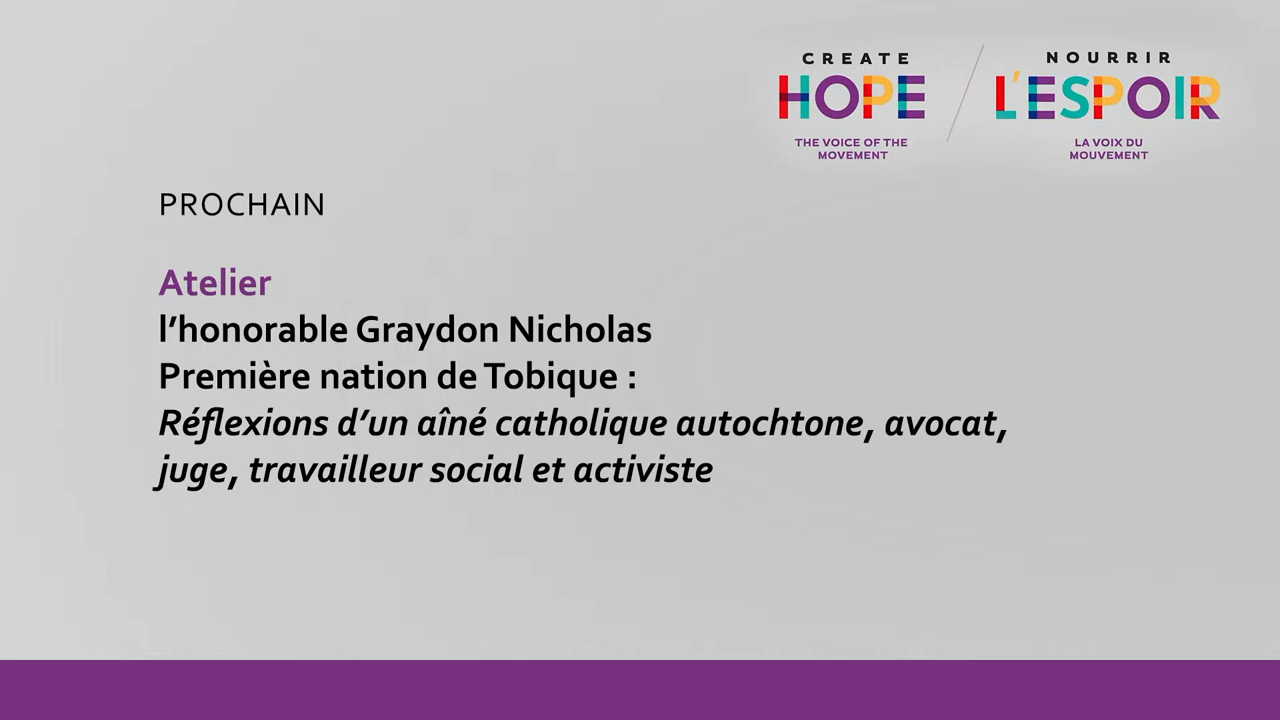 CREATE
HOPE
THE VOICE OF THE
MOVEMENT
NOURRIR
L'ESPOIR
LA VOIX DU
MOUVEMENT
PROCHAIN
Atelier
l’honorable Graydon Nicholas
Première nation de Tobique :
Réflexions d’un aîné catholique autochtone, avocat,
juge, travailleur social et activiste